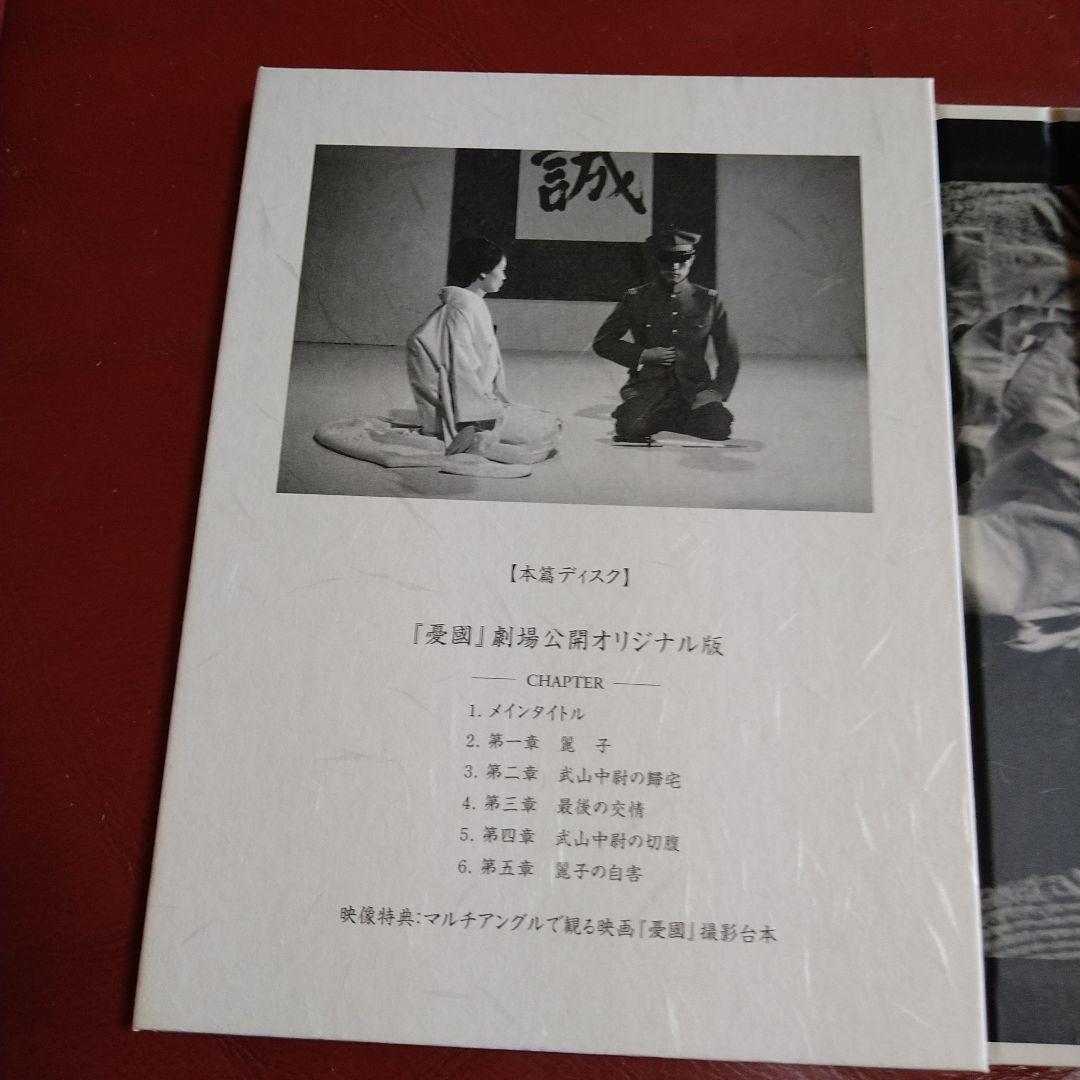 誠
【本篇ディスク】
『憂國』劇場公開オリジナル版
CHAPTER
1. メインタイトル
2. 第一章 麗 子
3. 第二章 武山中尉の歸宅
4. 第三章 最後の交情
5. 第四章 武山中尉の切腹
6. 第五章 麗子の自害
映像特典:マルチアングルで観る映画『憂國』撮影台本